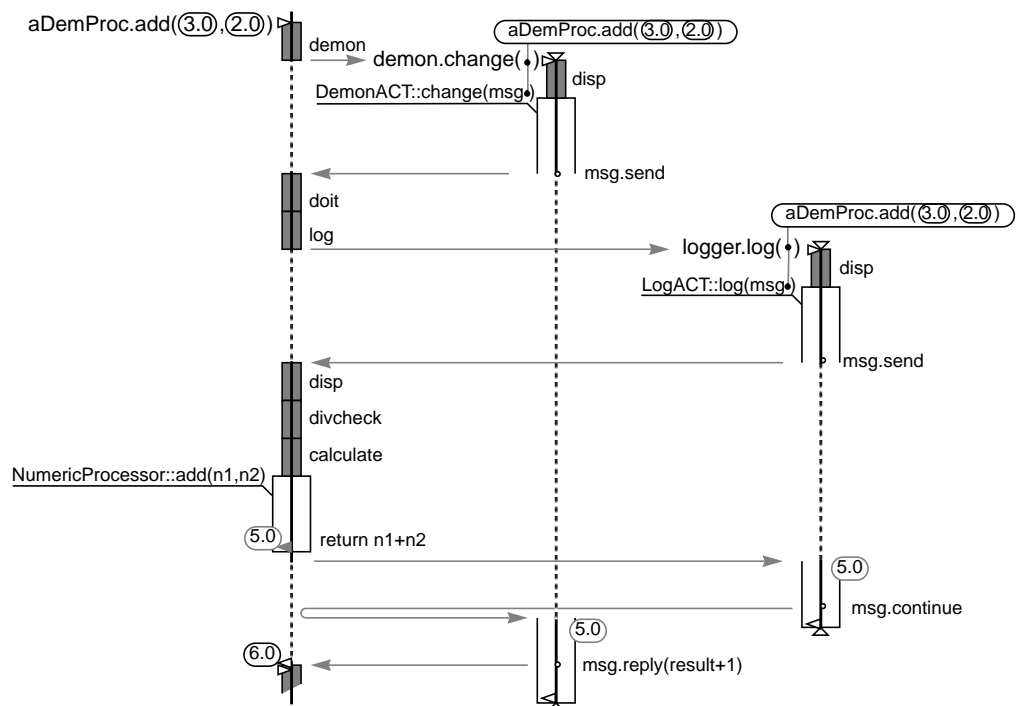 aDemProc.add(3.0,2.0)
aDemProc.add(3.0,2.0)
demon
demon.change( )
disp
DemonACT::change(msg )
msg.send
doit
aDemProc.add(3.0,2.0)
log
logger.log( )
disp
LogACT::log(msg )
msg.send
disp
divcheck
calculate
NumericProcessor::add(n1,n2)
5.0
return n1+n2
5.0
msg.continue
5.0
6.0
msg.reply(result+1)